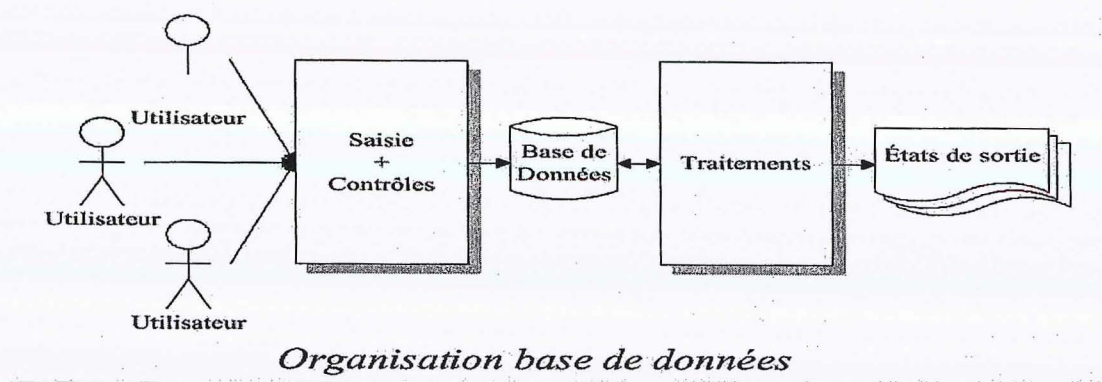 Utilisateur
Utilisateur
Utilisateur
Saisie
+
Contrôles
Base de
Données
Traitements
États de sortie
Organisation base de données